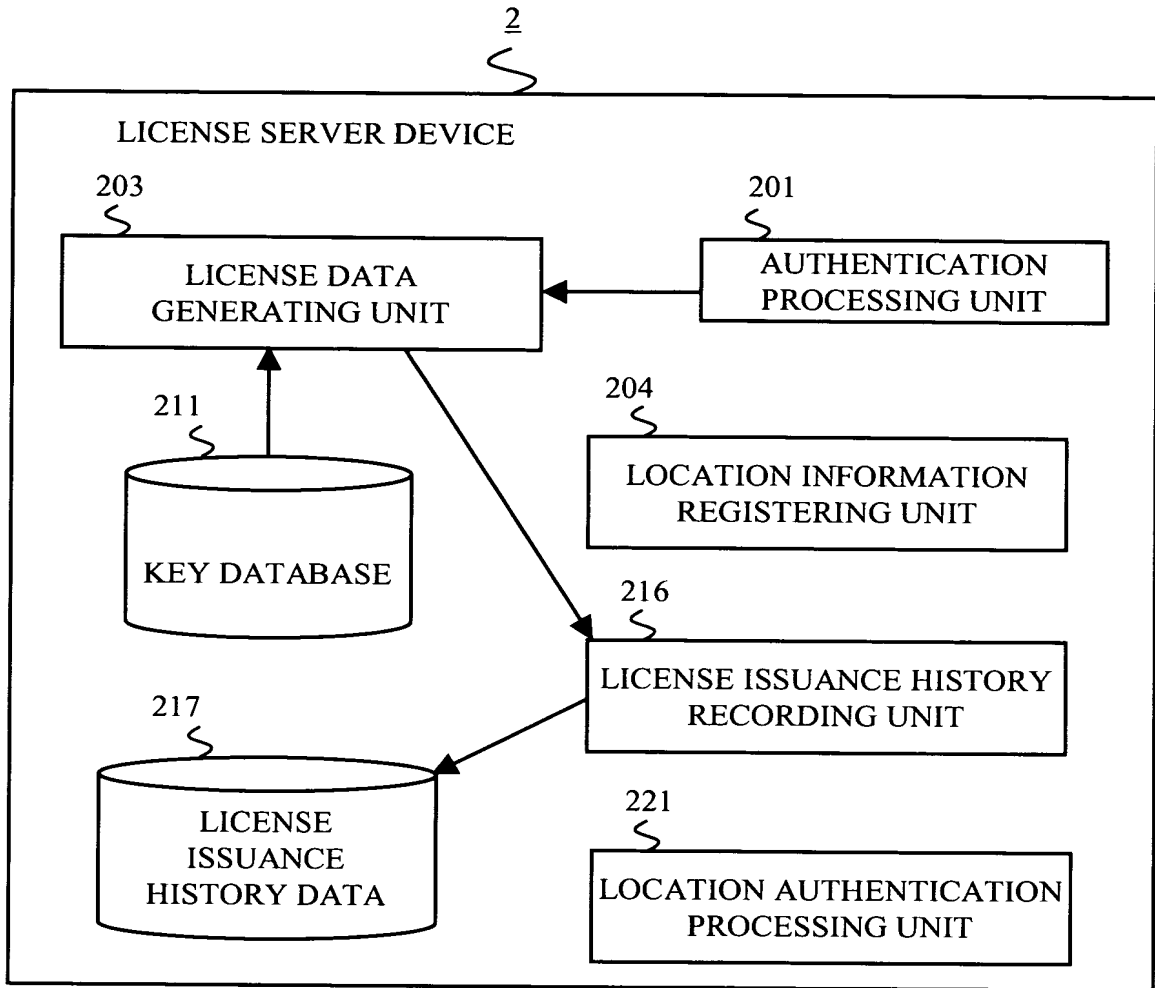 2
LICENSE SERVER DEVICE
203
201
LICENSE DATA
GENERATING UNIT
AUTHENTICATION
PROCESSING UNIT
211
204
KEY DATABASE
LOCATION INFORMATION
REGISTERING UNIT
216
LICENSE ISSUANCE HISTORY
RECORDING UNIT
217
LICENSE
ISSUANCE
HISTORY DATA
221
LOCATION AUTHENTICATION
PROCESSING UNIT